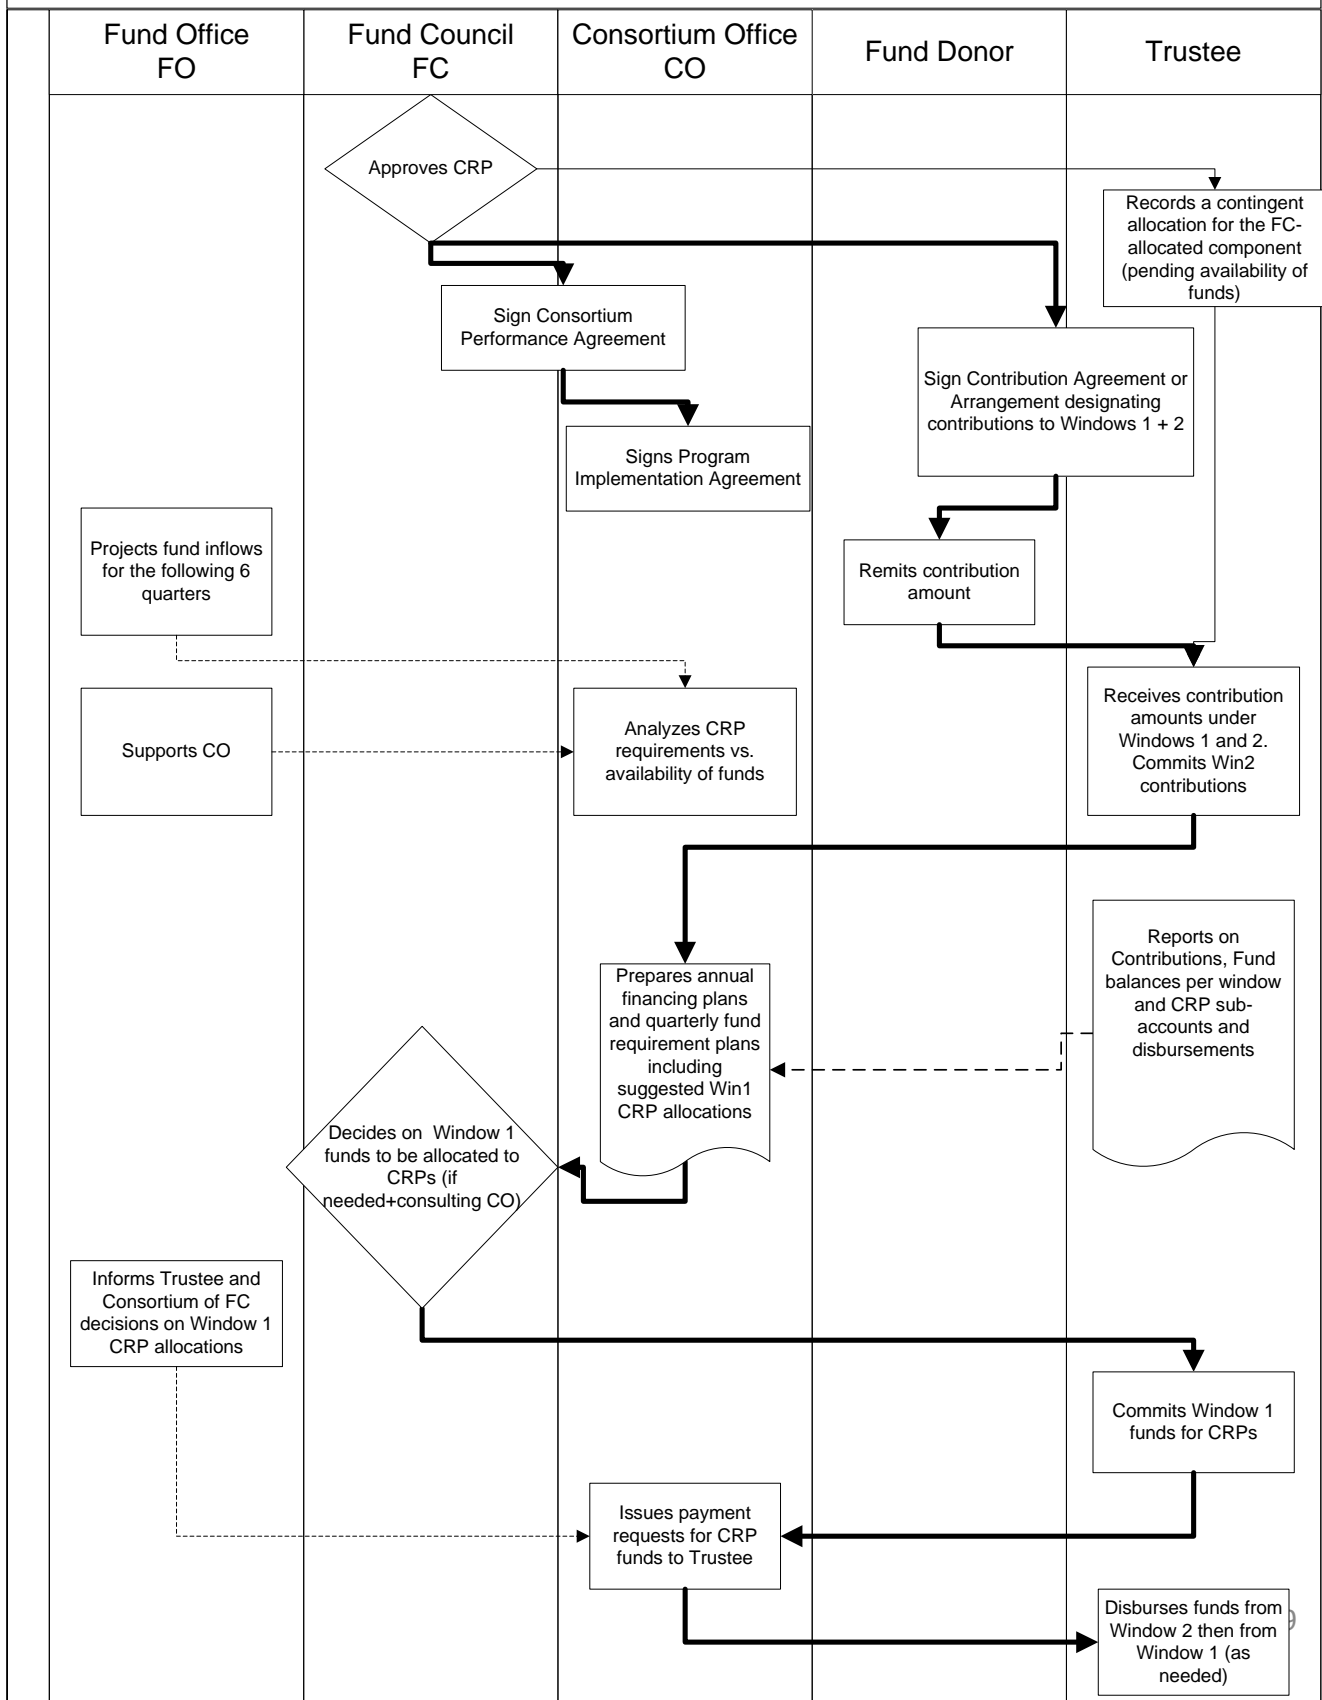 Fund Office
FO
Fund Council
FC
Consortium Office
CO
Fund Donor
Trustee
Approves CRP
Records a contingent
allocation for the FC-
allocated component
(pending availability of
funds)
Sign Consortium
Performance Agreement
Sign Contribution Agreement or
Arrangement designating
contributions to Windows 1 + 2
Signs Program
Implementation Agreement
Projects fund inflows
for the following 6
quarters
Remits contribution
amount
Supports CO
Analyzes CRP
requirements vs.
availability of funds
Receives contribution
amounts under
Windows 1 and 2.
Commits Win2
contributions
Reports on
Contributions, Fund
balances per window
and CRP sub-
accounts and
disbursements
Prepares annual
financing plans
and quarterly fund
requirement plans
including
suggested Win1
CRP allocations
Decides on  Window 1
funds to be allocated to
CRPs (if
needed+consulting CO)
Informs Trustee and
Consortium of FC
decisions on Window 1
CRP allocations
Commits Window 1
funds for CRPs
Issues payment
requests for CRP
funds to Trustee
Disburses funds from
Window 2 then from
Window 1 (as
needed)